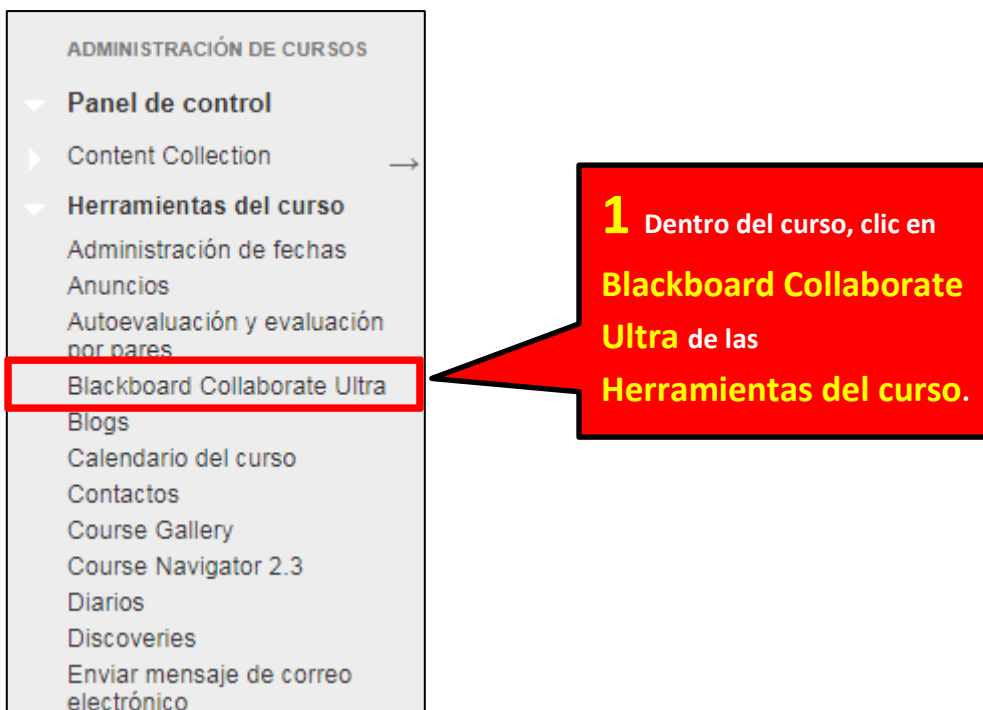 ADMINISTRACIÓN DE CURSOS
Panel de control
Content Collection
Herramientas del curso
Administración de fechas
Anuncios
Autoevaluación y evaluación
por pares
Blackboard Collaborate Ultra
Blogs
Calendario del curso
Contactos
Course Gallery
Course Navigator 2.3
Diarios
Discoveries
Enviar mensaje de correo
electrónico
1 Dentro del curso, clic en
Blackboard Collaborate
Ultra de las
Herramientas del curso.